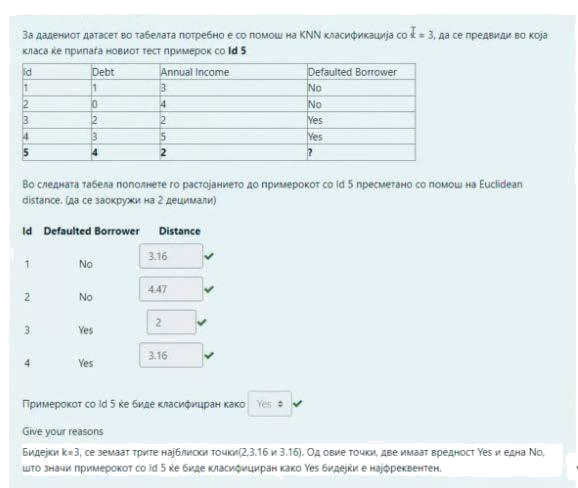 За дадениот датасет во табелата потребно е со помош на KNN класификација со k = 3, да се предвиди во која
класа ќе припаѓа новиот тест примерок со Id 5
Id Debt Annual Income Defaulted Borrower
1 1 3 No
2 0 4 No
3 2 2 Yes
4 3 5 Yes
5 4 2 ?
Во следната табела пополнете го растојанието до примерокот со Id 5 пресметано со помош на Euclidean
distance. (да се заокружи на 2 децимали)
Id Defaulted Borrower Distance
1 No 3.16
2 No 4.47
3 Yes 2
4 Yes 3.16
Примерокот со Id 5 ќе биде класифицран како Yes
Give your reasons
Бидејки k=3, се земаат трите најблиски точки(2,3.16 и 3.16). Од овие точки, две имаат вредност Yes и една No,
што значи примерокот со Id 5 ќе биде класифициран како Yes бидејќи е најфреквентен.